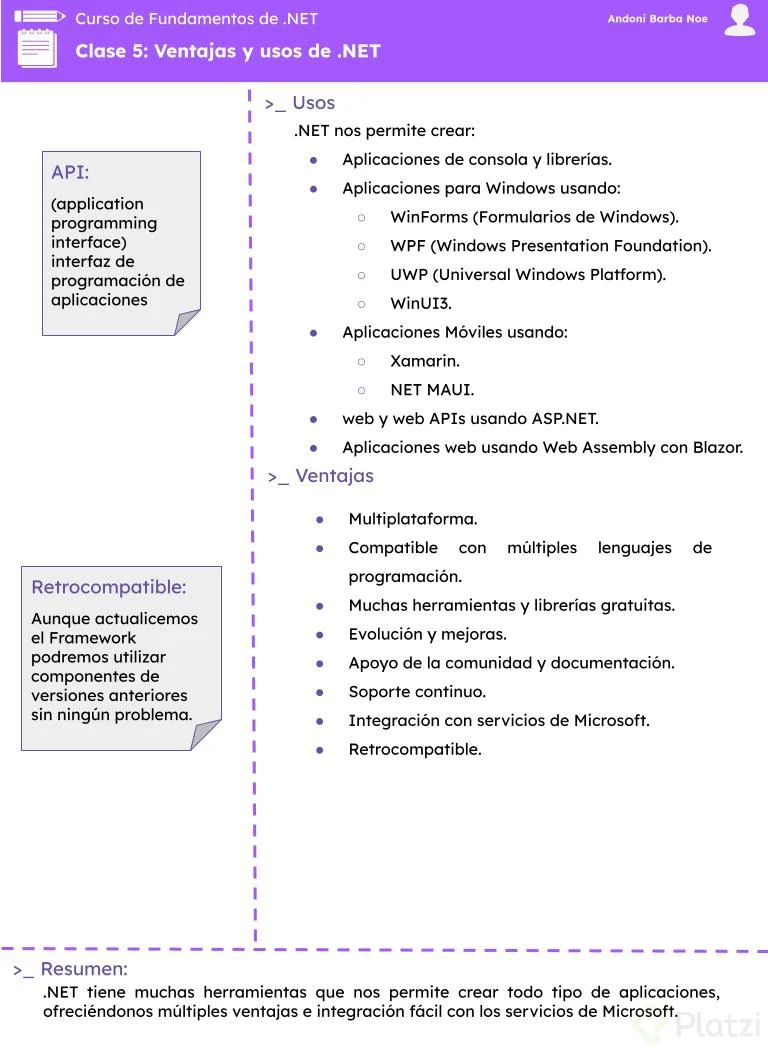 Curso de Fundamentos de .NET
Andoni Barba Noe
Clase 5: Ventajas y usos de .NET
API:
(application
programming
interface)
interfaz de
programación de
aplicaciones
Retrocompatible:
Aunque actualicemos
el Framework
podremos utilizar
componentes de
versiones anteriores
sin ningún problema.
>_ Usos
.NET nos permite crear:
● Aplicaciones de consola y librerías.
● Aplicaciones para Windows usando:
○ WinForms (Formularios de Windows).
○ WPF (Windows Presentation Foundation).
○ UWP (Universal Windows Platform).
○ WinUI3.
● Aplicaciones Móviles usando:
○ Xamarin.
○ NET MAUI.
● web y web APIs usando ASP.NET.
● Aplicaciones web usando Web Assembly con Blazor.
>_ Ventajas
● Multiplataforma.
● Compatible con múltiples lenguajes de
programación.
● Muchas herramientas y librerías gratuitas.
● Evolución y mejoras.
● Apoyo de la comunidad y documentación.
● Soporte continuo.
● Integración con servicios de Microsoft.
● Retrocompatible.
>_ Resumen:
.NET tiene muchas herramientas que nos permite crear todo tipo de aplicaciones,
ofreciéndonos múltiples ventajas e integración fácil con los servicios de Microsoft.
Platzi